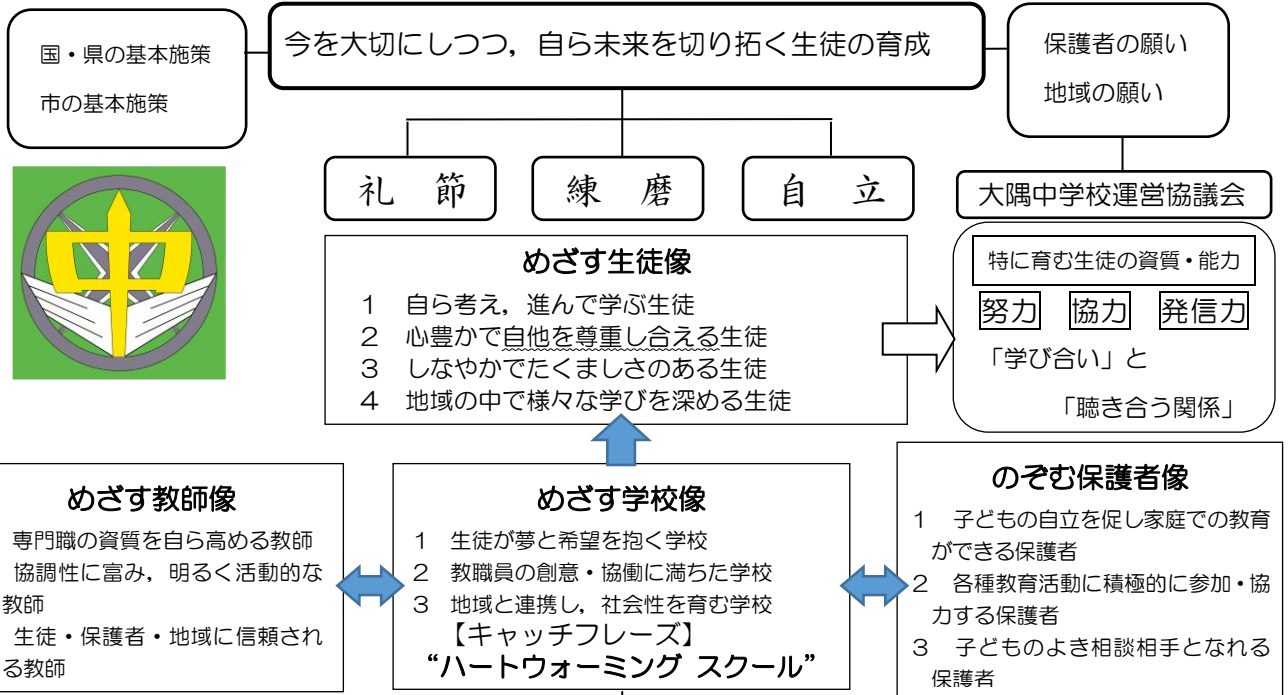 国・県の基本施策
市の基本施策
今を大切にしつつ，自ら未来を切り拓く生徒の育成
保護者の願い
地域の願い
礼　節
練　磨
自　立
大隅中学校運営協議会
めざす生徒像
1　自ら考え，進んで学ぶ生徒
2　心豊かで自他を尊重し合える生徒
3　しなやかでたくましさのある生徒
4　地域の中で様々な学びを深める生徒
特に育む生徒の資質・能力
努力　協力　発信力
「学び合い」と
「聴き合う関係」
めざす教師像
専門職の資質を自ら高める教師
協調性に富み，明るく活動的な
教師
生徒・保護者・地域に信頼され
る教師
めざす学校像
1　生徒が夢と希望を抱く学校
2　教職員の創意・協働に満ちた学校
3　地域と連携し，社会性を育む学校
【キャッチフレーズ】
“ハートウォーミング スクール”
のぞむ保護者像
1　子どもの自立を促し家庭での教育
ができる保護者
2　各種教育活動に積極的に参加・協
力する保護者
3　子どものよき相談相手となれる
保護者